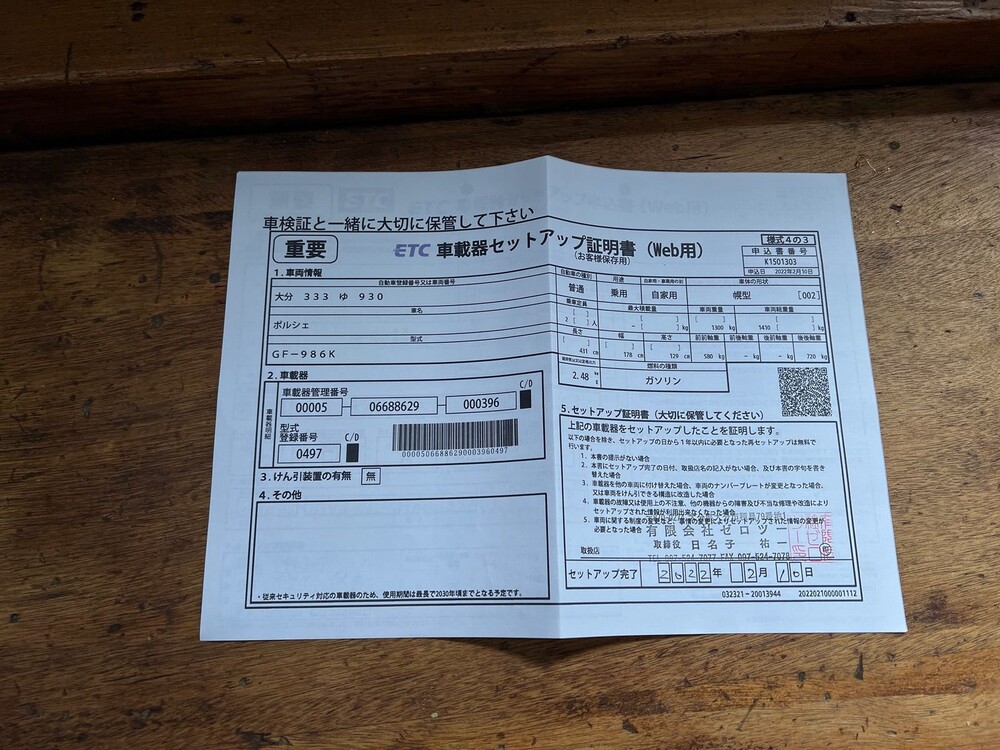 車検証と一緒に大切に保管して下さい
様式4の3
重要
ETC 車載器セットアップ証明書 (Web用)
(お客様保存用)
申込書番号
K1501303
申込日 2022年2月10日
1.車両情報
自動車登録番号又は車両番号
大分 333 ゆ 930
車名
ポルシェ
型式
GF-986K
自動車の種別 用途 自家用・事業用の別 車体の形状
普通 乗用 自家用 幌型 [002]
乗車定員 最大積載量 車両重量 車両総重量
2 [ ] 人 [ ] - [ ] kg [ ] 1300 kg [ ] 1410 [ ] kg
長さ 幅 高さ 前前軸重 前後軸重 後前軸重 後後軸重
[ ] 431 cm [ ] 178 cm [ ] 129 cm 580 kg - kg - kg 720 kg
燃料の種類
2.48 ガソリン
2.車載器
車載器管理番号
C/D
00005 - 06688629 - 000396
型式
登録番号 C/D
0497
00005066886290003960497
3.けん引装置の有無 無
4.その他
・従来セキュリティ対応の車載器のため、使用期間は最長で2030年頃までとなる予定です。
5.セットアップ証明書(大切に保管してください)
上記の車載器をセットアップしたことを証明します。
以下の場合を除き、セットアップの日から1年以内に必要となった再セットアップは無料で
行います。
1. 本書の提示がない場合
2. 本書にセットアップ完了の日付、取扱店名の記入がない場合、及び本書の字句を書き
替えた場合
3. 車載器を他の車両に付け替えた場合、車両のナンバープレートが変更となった場合、
又は車両をけん引できる構造に改造した場合
4. 車載器の故障又は使用上の不注意、他の機器からの障害及び不当な修理や改造により
セットアップされた情報が利用出来なくなった場合
5. 車両に関する制度の変更など、事情の変更によりセットアップされた情報の変更が
必要となった場合
有限会社ゼロツー
取締役 日名子 祐一
取扱店
TEL 097-524-7077 FAX 097-524-7078
セットアップ完了 2022年 2月 10日
032321-20013944 2022021000001112